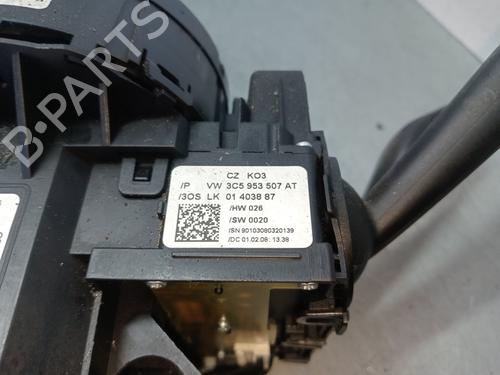 B-PARTS
CZ KO3
/P VW 3C5 953 507 AT
/3OS LK 01 4038 87
/HW 026
/SW 0020
/SN 90103080320139
/DC 01.02.08; 13.38